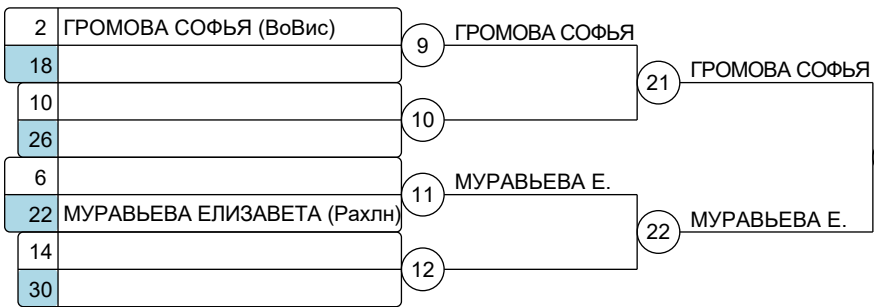 2 ГРОМОВА СОФЬЯ (ВоВис)
18
9 ГРОМОВА СОФЬЯ
10
26
10
21 ГРОМОВА СОФЬЯ
6
22 МУРАВЬЕВА ЕЛИЗАВЕТА (Рахлн)
11 МУРАВЬЕВА Е.
14
30
12
22 МУРАВЬЕВА Е.